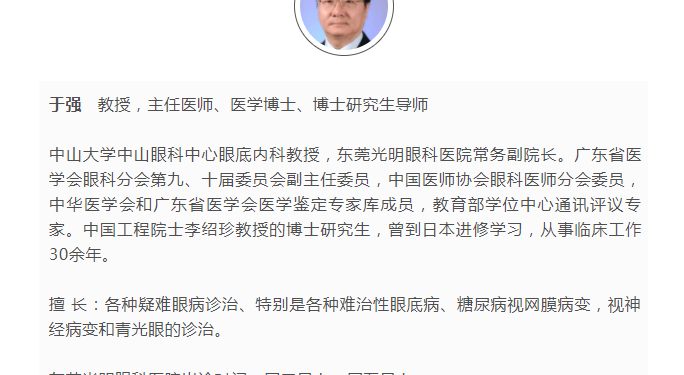 于强 教授，主任医师、医学博士、博士研究生导师
中山大学中山眼科中心眼底内科教授，东莞光明眼科医院常务副院长。广东省医
学会眼科分会第九、十届委员会副主任委员，中国医师协会眼科医师分会委员，
中华医学会和广东省医学会医学鉴定专家库成员，教育部学位中心通讯评议专
家。中国工程院士李绍珍教授的博士研究生，曾到日本进修学习，从事临床工作
30余年。
擅 长：各种疑难眼病诊治、特别是各种难治性眼底病、糖尿病视网膜病变，视神
经病变和青光眼的诊治。